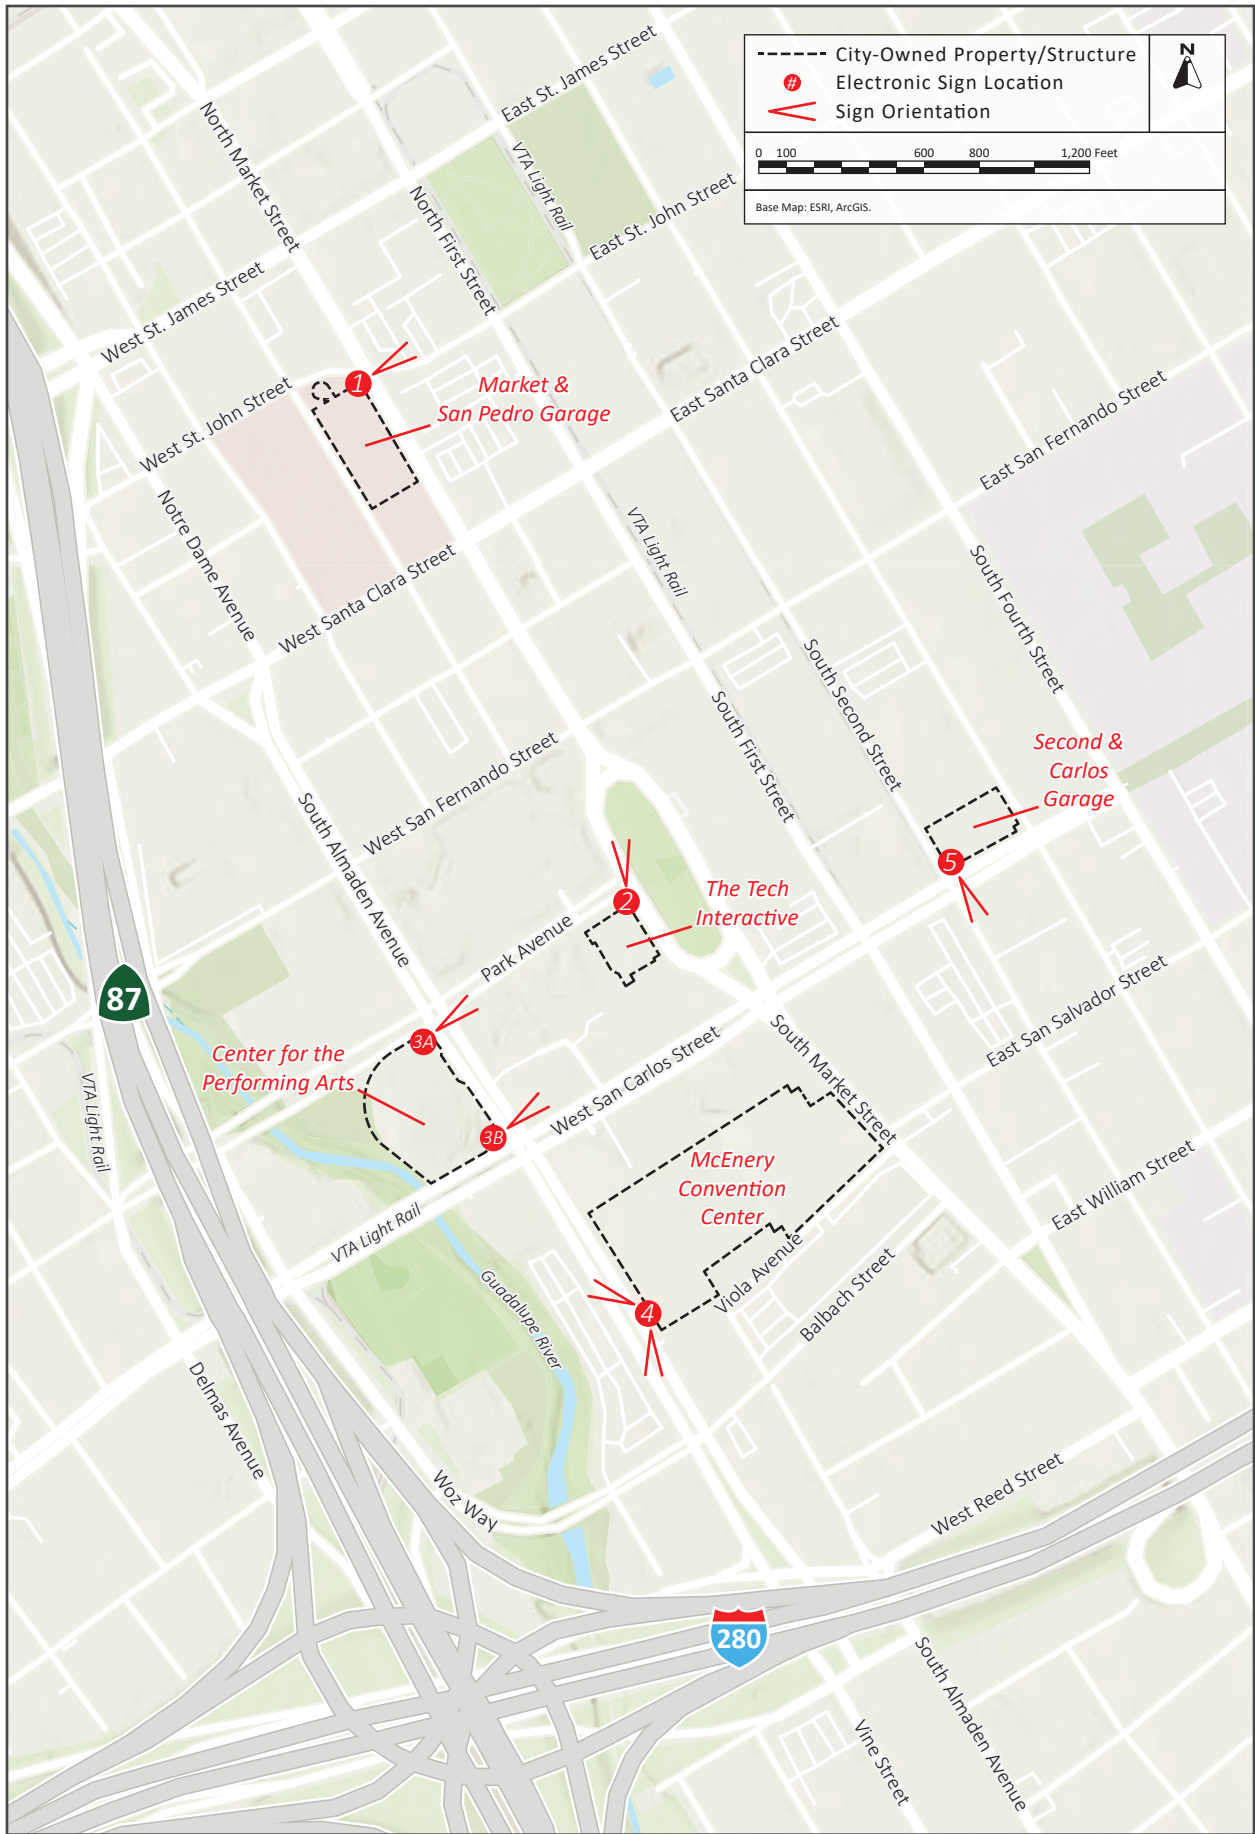 City-Owned Property/Structure
# Electronic Sign Location
Sign Orientation
N
0 100 600 800 1,200 Feet
Base Map: ESRI, ArcGIS.
East St. James Street
North Market Street
VTA Light Rail
North First Street
East St. John Street
West St. James Street
East Santa Clara Street
1
Market &
San Pedro Garage
West St. John Street
East San Fernando Street
Notre Dame Avenue
VTA Light Rail
West Santa Clara Street
South Fourth Street
South Second Street
South First Street
West San Fernando Street
Second &
Carlos
Garage
South Almaden Avenue
5
2
The Tech
Interactive
Park Avenue
87
East San Salvador Street
3A
Center for the
Performing Arts
South Market Street
West San Carlos Street
VTA Light Rail
3B
McEnery
Convention
Center
East William Street
VTA Light Rail
Viola Avenue
Balbach Street
Guadalupe River
4
Delmas Avenue
Woz Way
West Reed Street
280
South Almaden Avenue
Vine Street